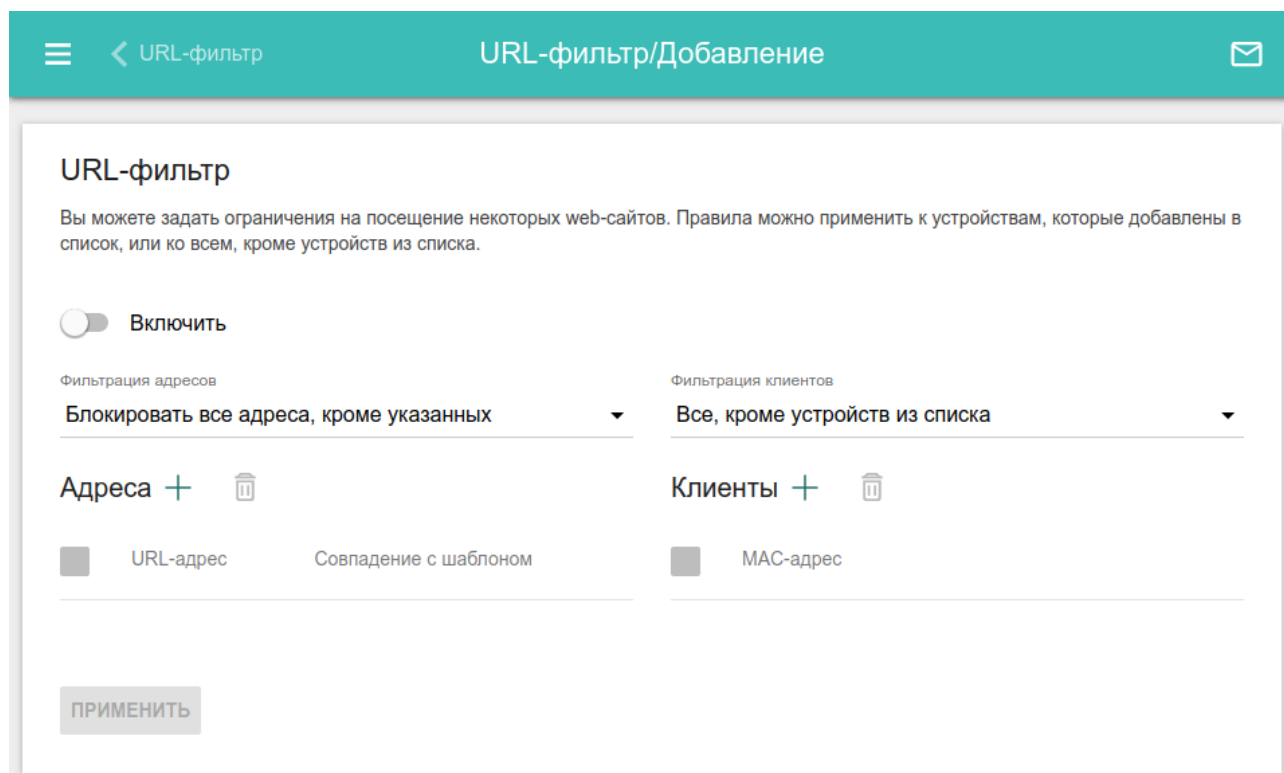 URL-фильтр
URL-фильтр/Добавление
URL-фильтр
Вы можете задать ограничения на посещение некоторых web-сайтов. Правила можно применить к устройствам, которые добавлены в
список, или ко всем, кроме устройств из списка.
Включить
Фильтрация адресов
Блокировать все адреса, кроме указанных
Фильтрация клиентов
Все, кроме устройств из списка
Адреса
URL-адрес Совпадение с шаблоном
Клиенты
MAC-адрес
ПРИМЕНИТЬ